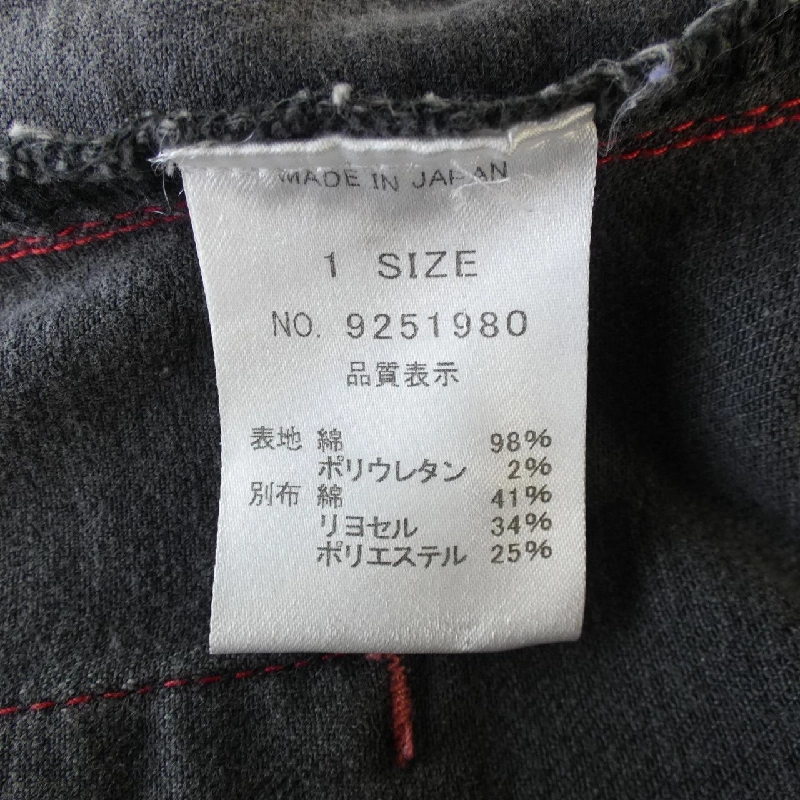 MADE IN JAPAN
1 SIZE
NO. 9251980
品質表示
表地 綿 98%
ポリウレタン 2%
別布 綿 41%
リヨセル 34%
ポリエステル 25%